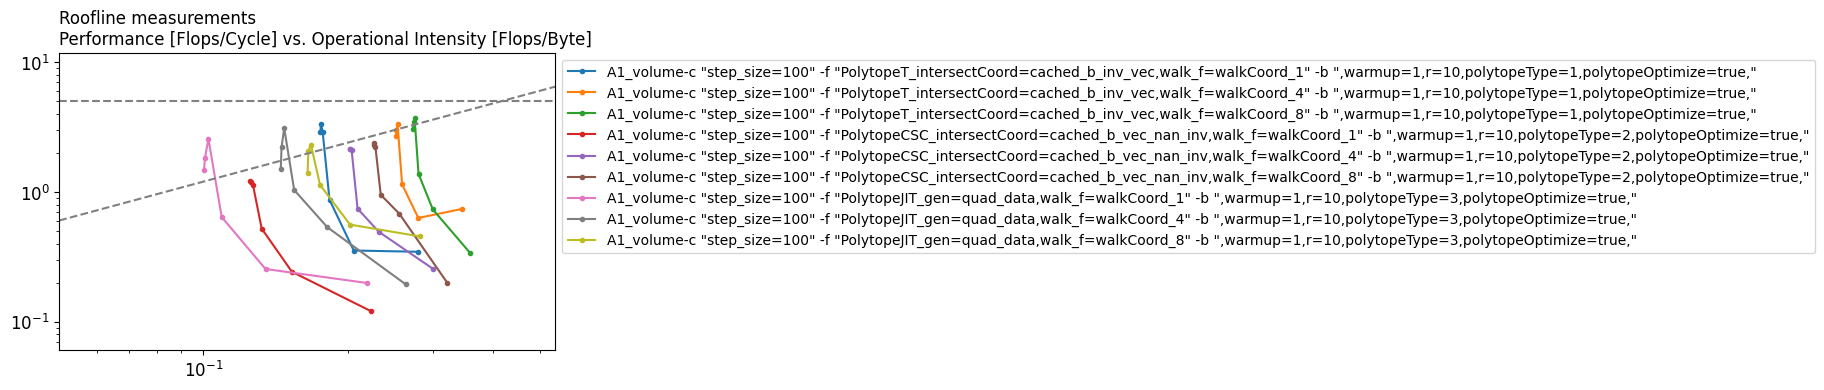 Roofline measurements
Performance [Flops/Cycle] vs. Operational Intensity [Flops/Byte]
10^1
10^0
10^-1
10^-1
A1_volume-c "step_size=100" -f "PolytopeT_intersectCoord=cached_b_inv_vec,walk_f=walkCoord_1" -b ",warmup=1,r=10,polytopeType=1,polytopeOptimize=true,"
A1_volume-c "step_size=100" -f "PolytopeT_intersectCoord=cached_b_inv_vec,walk_f=walkCoord_4" -b ",warmup=1,r=10,polytopeType=1,polytopeOptimize=true,"
A1_volume-c "step_size=100" -f "PolytopeT_intersectCoord=cached_b_inv_vec,walk_f=walkCoord_8" -b ",warmup=1,r=10,polytopeType=1,polytopeOptimize=true,"
A1_volume-c "step_size=100" -f "PolytopeCSC_intersectCoord=cached_b_vec_nan_inv,walk_f=walkCoord_1" -b ",warmup=1,r=10,polytopeType=2,polytopeOptimize=true,"
A1_volume-c "step_size=100" -f "PolytopeCSC_intersectCoord=cached_b_vec_nan_inv,walk_f=walkCoord_4" -b ",warmup=1,r=10,polytopeType=2,polytopeOptimize=true,"
A1_volume-c "step_size=100" -f "PolytopeCSC_intersectCoord=cached_b_vec_nan_inv,walk_f=walkCoord_8" -b ",warmup=1,r=10,polytopeType=2,polytopeOptimize=true,"
A1_volume-c "step_size=100" -f "PolytopeJIT_gen=quad_data,walk_f=walkCoord_1" -b ",warmup=1,r=10,polytopeType=3,polytopeOptimize=true,"
A1_volume-c "step_size=100" -f "PolytopeJIT_gen=quad_data,walk_f=walkCoord_4" -b ",warmup=1,r=10,polytopeType=3,polytopeOptimize=true,"
A1_volume-c "step_size=100" -f "PolytopeJIT_gen=quad_data,walk_f=walkCoord_8" -b ",warmup=1,r=10,polytopeType=3,polytopeOptimize=true,"